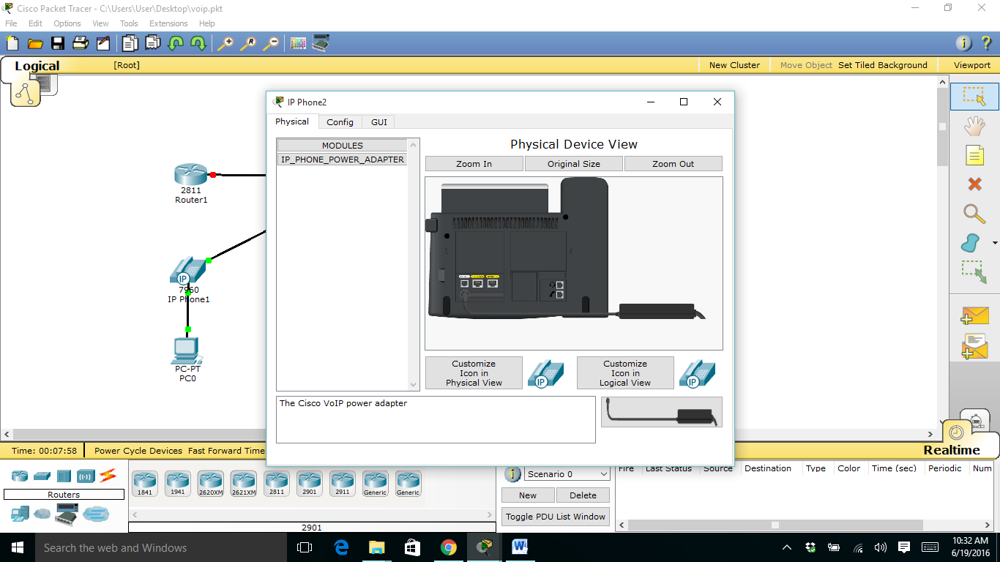 Cisco Packet Tracer - C:\Users\User\Desktop\voip.pkt
File Edit Options View Tools Extensions Help
Logical
[Root]
New Cluster
Move Object
Set Tiled Background
Viewport
2811
Router1
IP
7960
IP Phone1
PC-PT
PC0
IP Phone2
Physical
Config
GUI
MODULES
IP_PHONE_POWER_ADAPTER
Physical Device View
Zoom In
Original Size
Zoom Out
Customize
Icon in
Physical View
IP
Customize
Icon in
Logical View
IP
The Cisco VoIP power adapter
Time: 00:07:58
Power Cycle Devices Fast Forward Time
Realtime
Routers
1841
1941
2620XM
2621XM
2811
2901
2911
Generic
Generic
2901
Scenario 0
New
Delete
Toggle PDU List Window
Fire Last Status Source Destination Type Color Time (sec) Periodic Num
Search the web and Windows
10:32 AM
6/19/2016